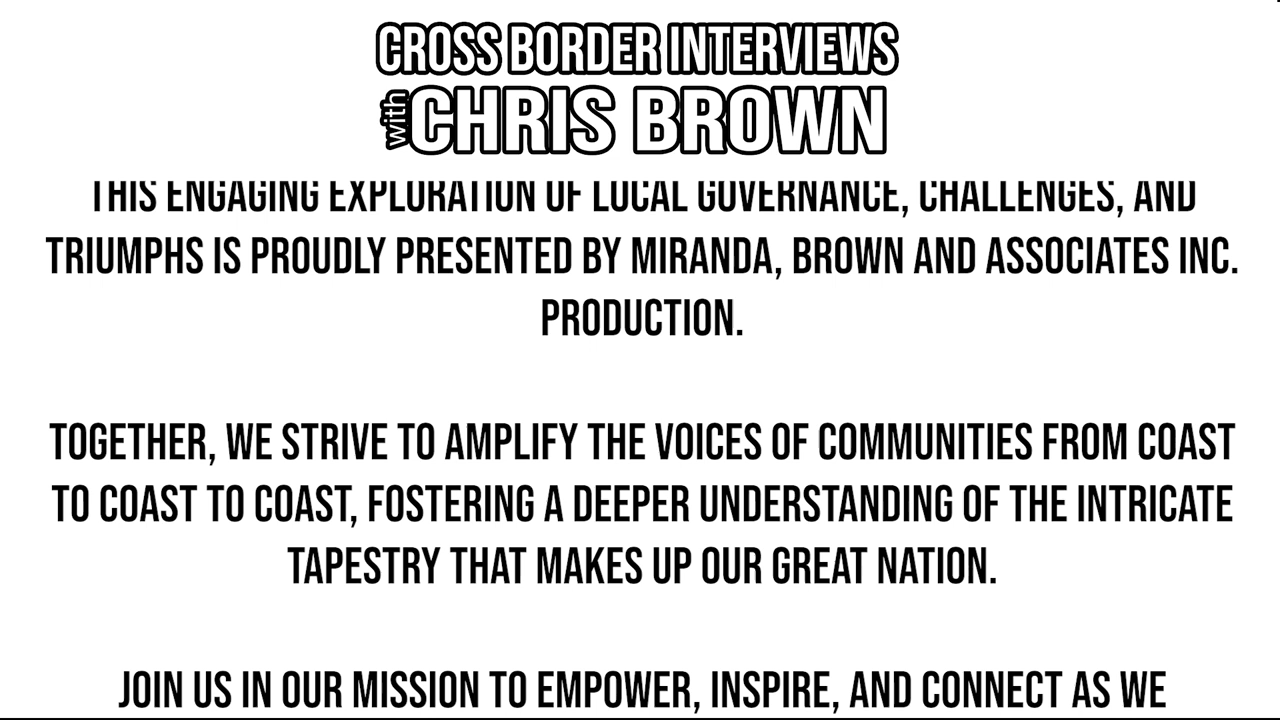 CROSS BORDER INTERVIEWS
with CHRIS BROWN
THIS ENGAGING EXPLORATION OF LOCAL GOVERNANCE, CHALLENGES, AND
TRIUMPHS IS PROUDLY PRESENTED BY MIRANDA, BROWN AND ASSOCIATES INC.
PRODUCTION.
TOGETHER, WE STRIVE TO AMPLIFY THE VOICES OF COMMUNITIES FROM COAST
TO COAST TO COAST, FOSTERING A DEEPER UNDERSTANDING OF THE INTRICATE
TAPESTRY THAT MAKES UP OUR GREAT NATION.
JOIN US IN OUR MISSION TO EMPOWER, INSPIRE, AND CONNECT AS WE